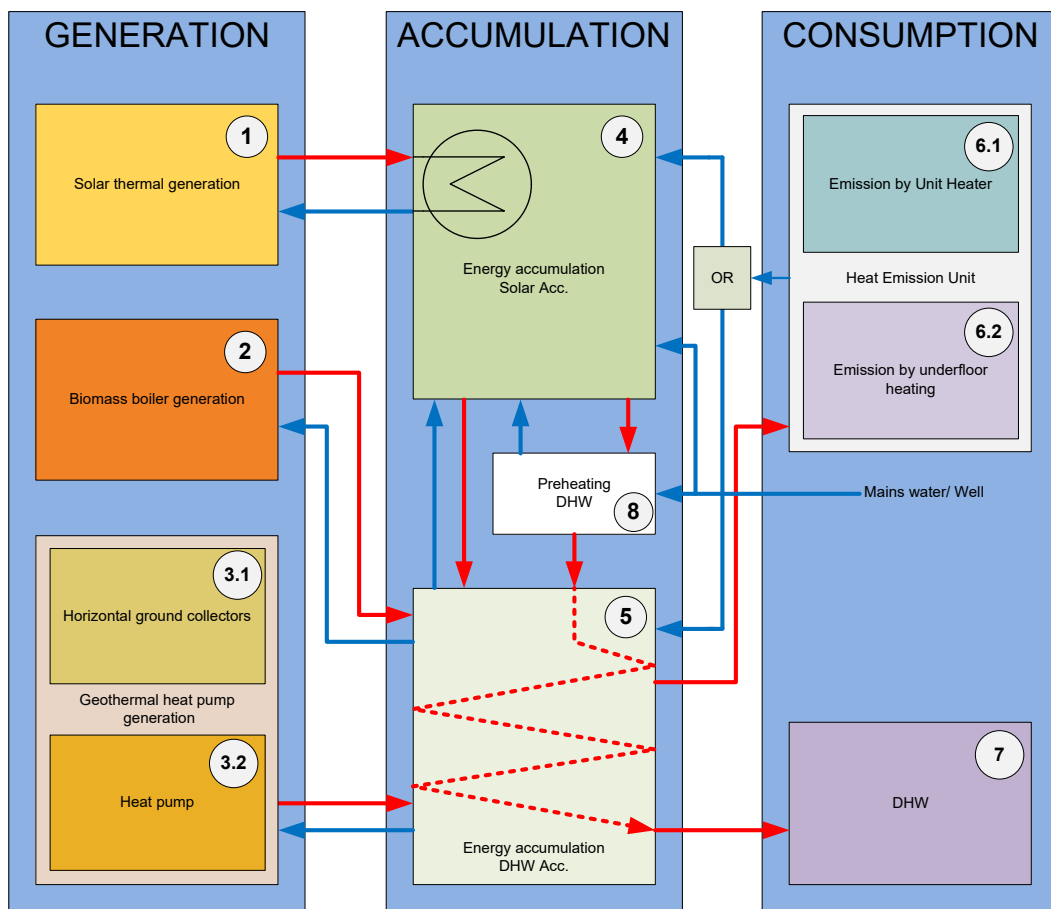 GENERATION
ACCUMULATION
CONSUMPTION
1
Solar thermal generation
2
Biomass boiler generation
3.1
Horizontal ground collectors
Geothermal heat pump
generation
3.2
Heat pump
4
Energy accumulation
Solar Acc.
Preheating
DHW
8
5
Energy accumulation
DHW Acc.
OR
6.1
Emission by Unit Heater
Heat Emission Unit
6.2
Emission by underfloor
heating
Mains water/ Well
7
DHW